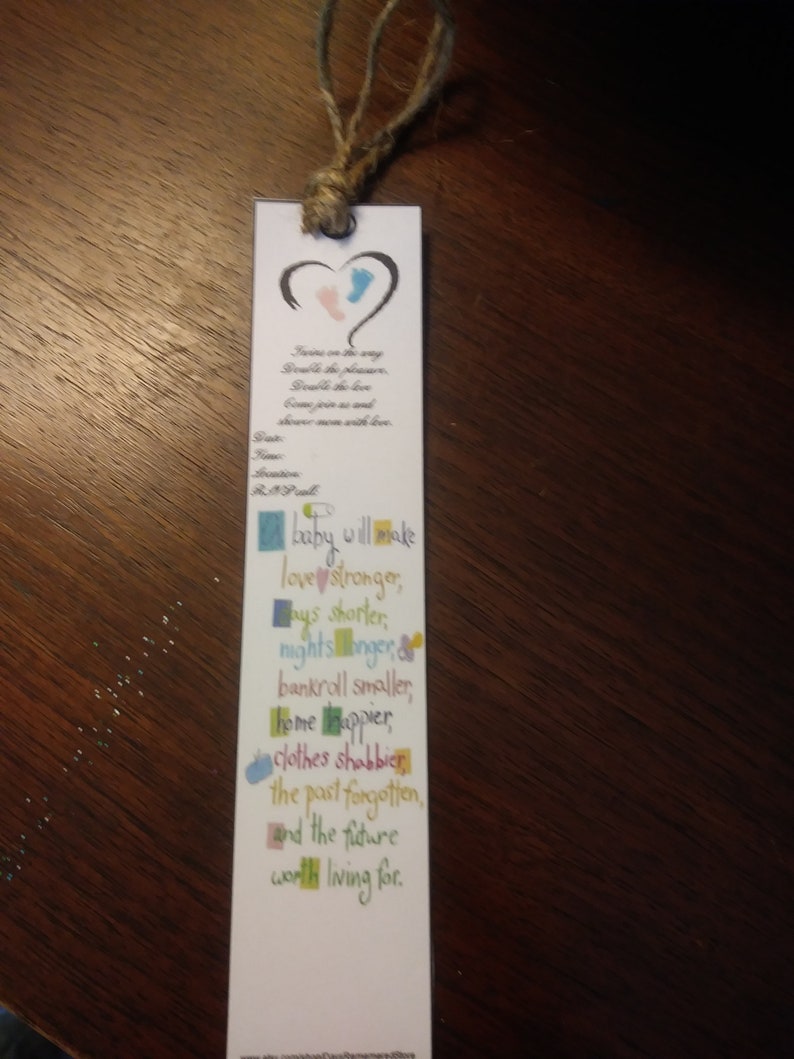 Twins on the way
Double the pleasure,
Double the love
Come join us and
shower mom with love.
Date:
Time:
Location:
R.S.V.P call:
A baby will make
love stronger,
days shorter,
nights longer, &
bankroll smaller,
home happier,
clothes shabbier,
the past forgotten,
and the future
worth living for.